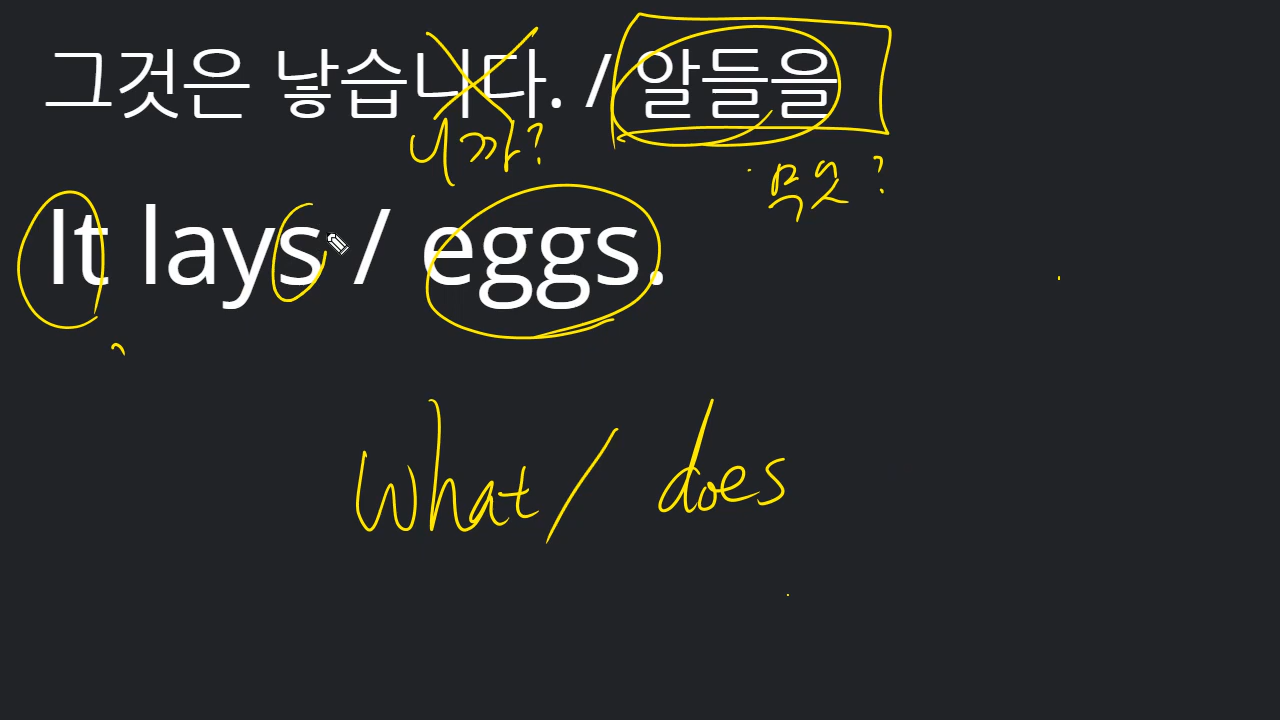 그것은 낳습니다. / 알들을
니까?
무엇?
It lays / eggs.
What / does